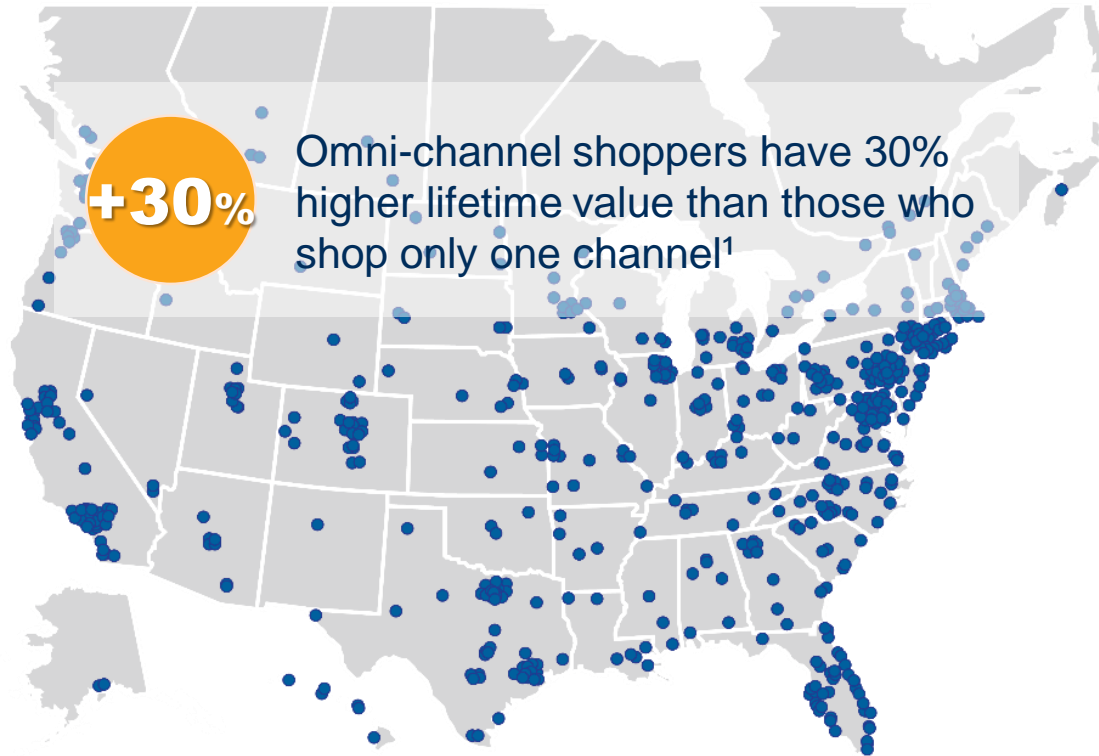 +30%
Omni-channel shoppers have 30%
higher lifetime value than those who
shop only one channel¹